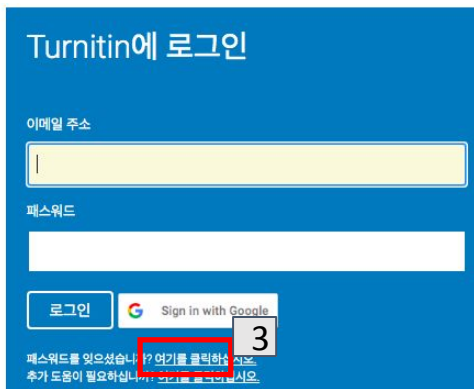 Turnitin에 로그인
이메일 주소
패스워드
로그인
Sign in with Google
3
패스워드를 잊으셨습니까? 여기를 클릭하십시오.
추가 도움이 필요하십니까? 여기를 클릭하십시오.